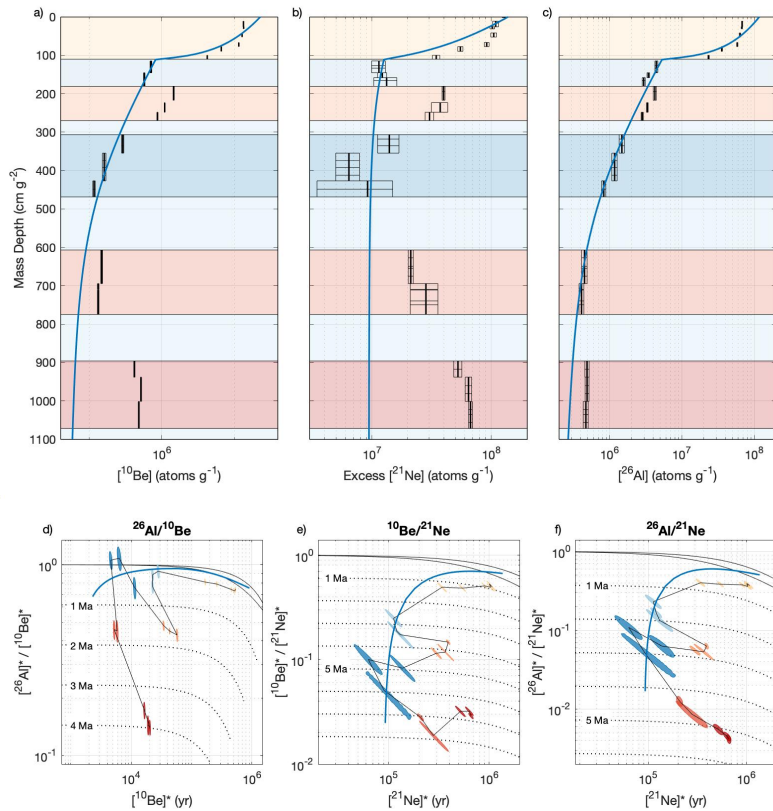 a)
b)
c)
0
100
200
300
400
500
600
700
800
900
1000
1100
Mass Depth (cm g⁻²)
10⁶
10⁷ 10⁸
10⁶ 10⁷ 10⁸
[¹⁰Be] (atoms g⁻¹)
Excess [²¹Ne] (atoms g⁻¹)
[²⁶Al] (atoms g⁻¹)
d) ²⁶Al/¹⁰Be
e) ¹⁰Be/²¹Ne
f) ²⁶Al/²¹Ne
10⁰
10⁻¹
1 Ma
2 Ma
3 Ma
4 Ma
[²⁶Al]* / [¹⁰Be]*
10⁴ 10⁵ 10⁶
[¹⁰Be]* (yr)
10⁰
10⁻¹
10⁻²
1 Ma
5 Ma
[¹⁰Be]* / [²¹Ne]*
10⁵ 10⁶
[²¹Ne]* (yr)
10⁰
10⁻¹
10⁻²
1 Ma
5 Ma
[²⁶Al]* / [²¹Ne]*
10⁵ 10⁶
[²¹Ne]* (yr)